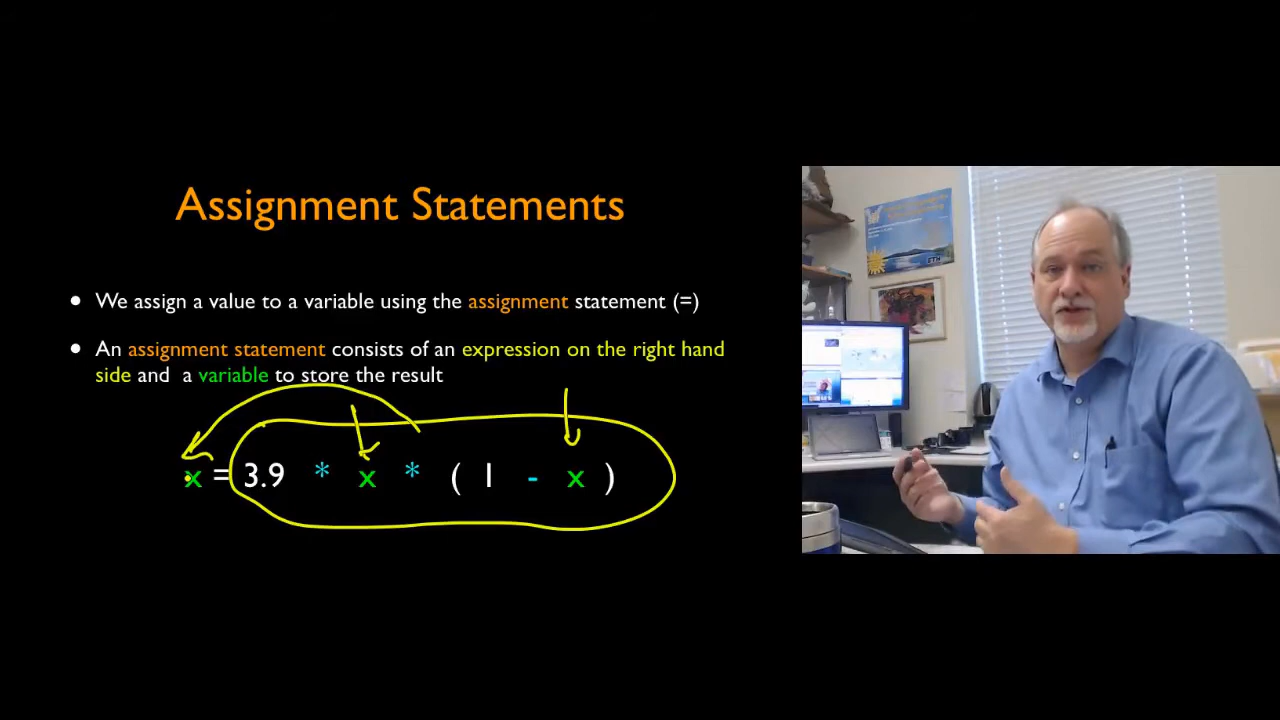 Assignment Statements
• We assign a value to a variable using the assignment statement (=)
• An assignment statement consists of an expression on the right hand
side and a variable to store the result
x = 3.9 * x * ( 1 - x )